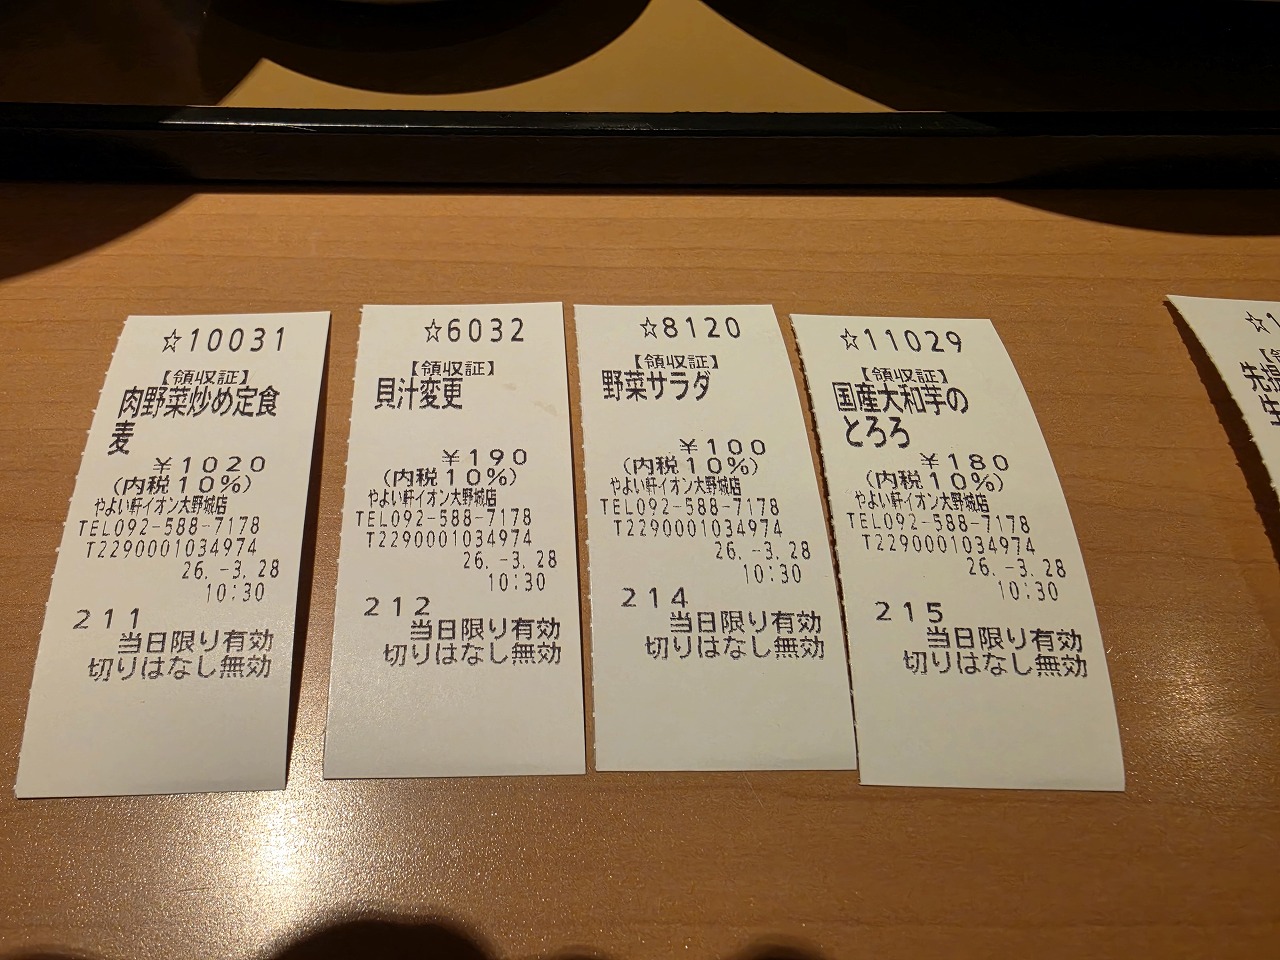 ☆10031
【領収証】
肉野菜炒め定食
麦
￥1020
(内税10%)
やよい軒イオン大野城店
TEL092-588-7178
T2290001034974
26.-3.28
10:30
211
当日限り有効
切りはなし無効
☆6032
【領収証】
貝汁変更
￥190
(内税10%)
やよい軒イオン大野城店
TEL092-588-7178
T2290001034974
26.-3.28
10:30
212
当日限り有効
切りはなし無効
☆8120
【領収証】
野菜サラダ
￥100
(内税10%)
やよい軒イオン大野城店
TEL092-588-7178
T2290001034974
26.-3.28
10:30
214
当日限り有効
切りはなし無効
☆11029
【領収証】
国産大和芋の
とろろ
￥180
(内税10%)
やよい軒イオン大野城店
TEL092-588-7178
T2290001034974
26.-3.28
10:30
215
当日限り有効
切りはなし無効
☆1